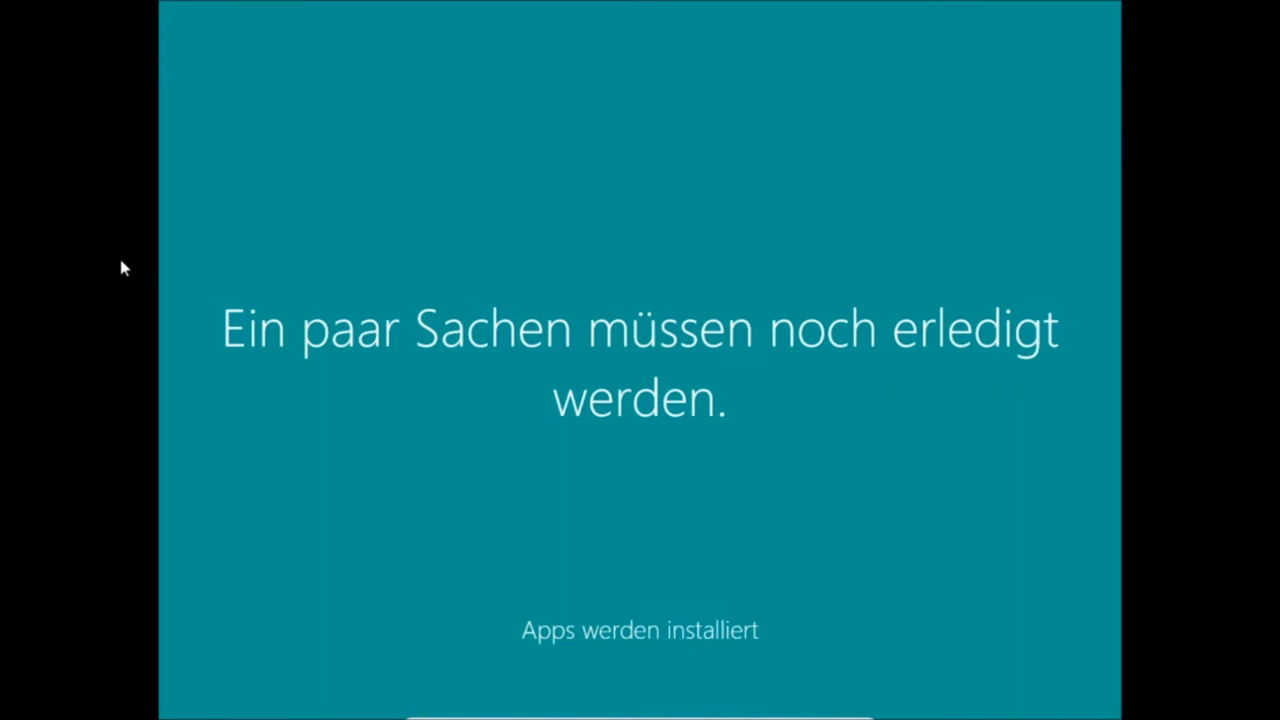 Ein paar Sachen müssen noch erledigt
werden.
Apps werden installiert